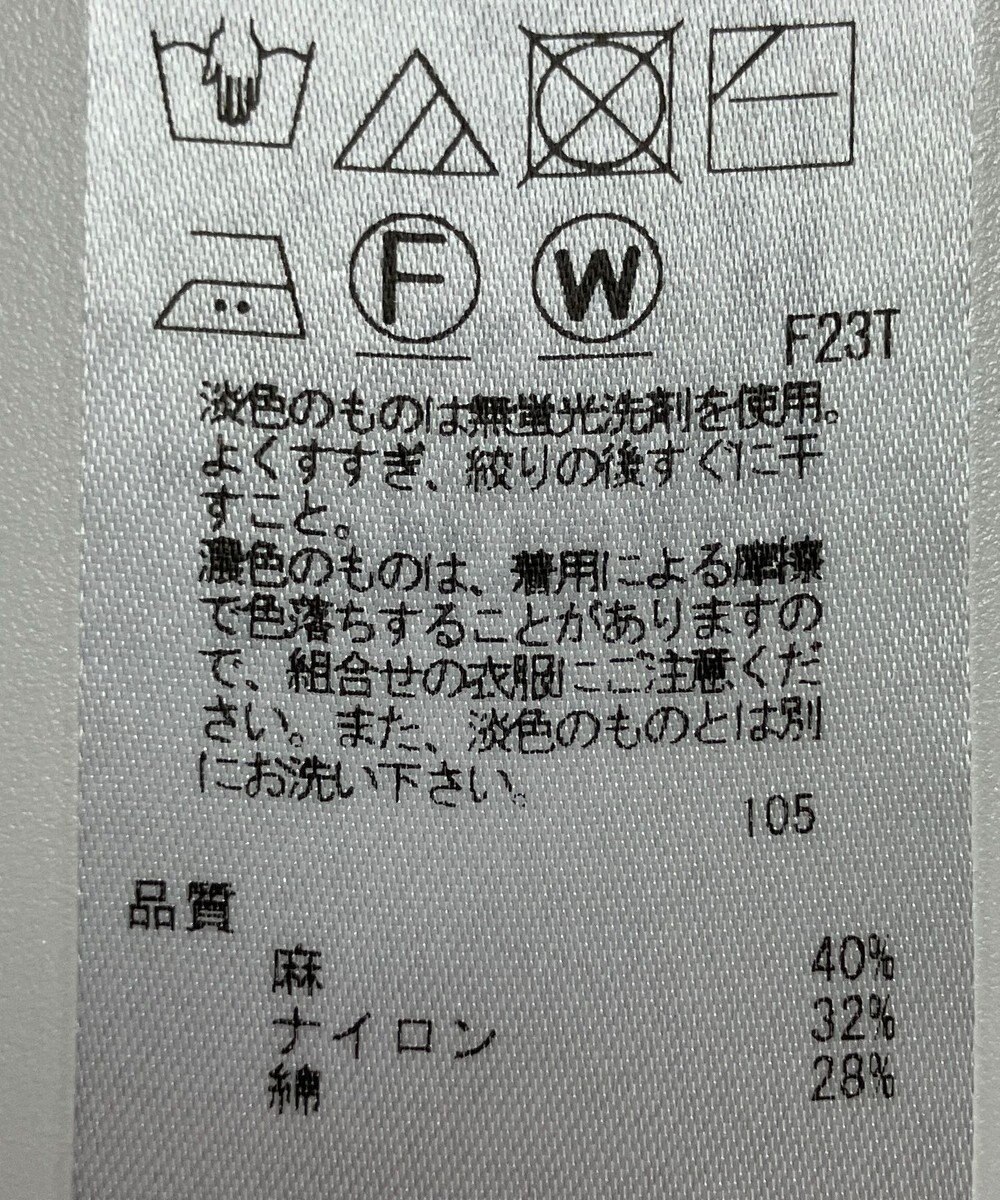 F
W
F23T
淡色のものは無蛍光洗剤を使用。
よくすすぎ、絞りの後すぐに干
すこと。
濃色のものは、着用による摩擦
で色落ちすることがありますの
で、組合せの衣服にご注意くだ
さい。また、淡色のものとは別
にお洗い下さい。
105
品質
麻 40%
ナイロン 32%
綿 28%